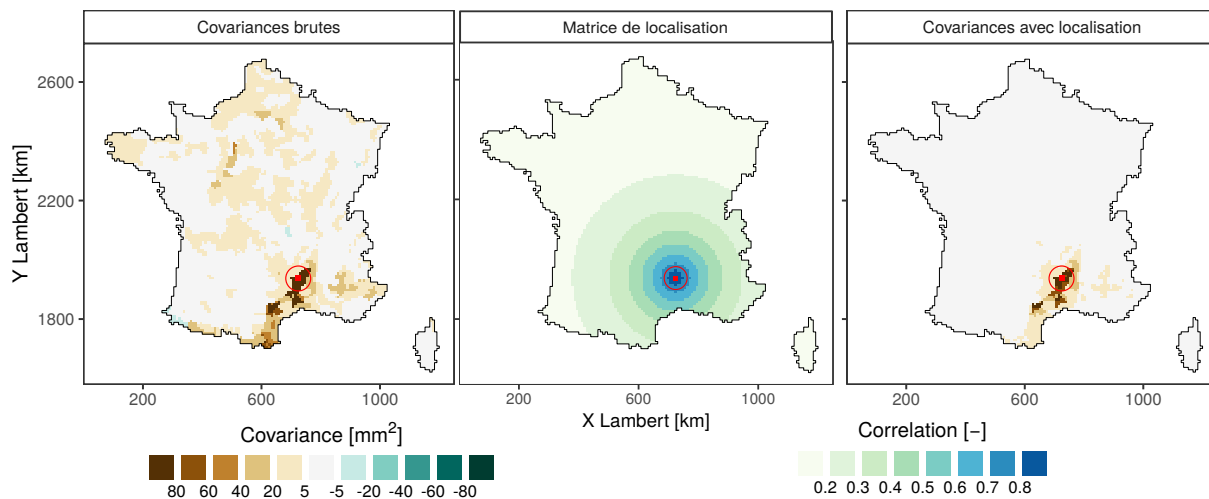 Covariances brutes
Matrice de localisation
Covariances avec localisation
Y Lambert [km]
2600
2200
1800
200 600 1000
200 600 1000
200 600 1000
X Lambert [km]
Covariance [mm²]
80 60 40 20 5 -5 -20 -40 -60 -80
Correlation [−]
0.2 0.3 0.4 0.5 0.6 0.7 0.8